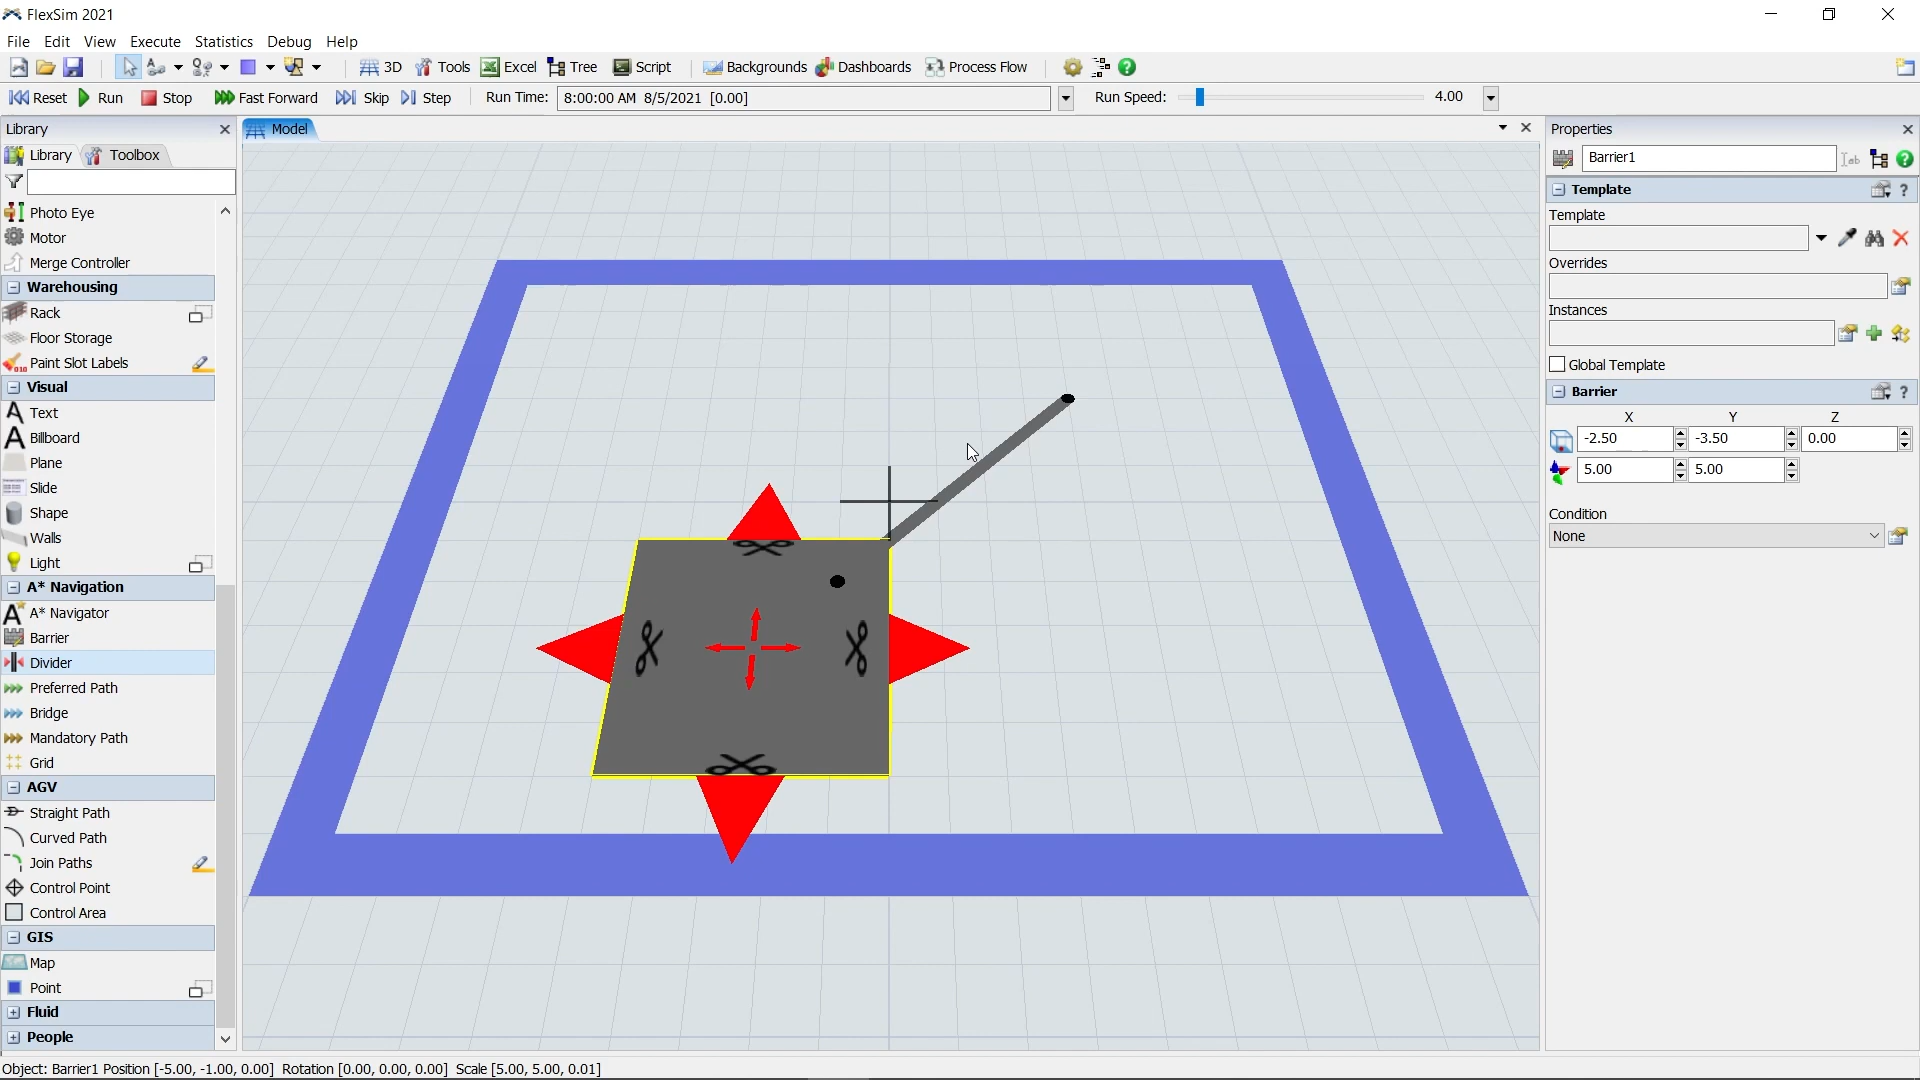 FlexSim 2021
File Edit View Execute Statistics Debug Help
3D Tools Excel Tree Script Backgrounds Dashboards Process Flow
Reset Run Stop Fast Forward Skip Step Run Time: 8:00:00 AM 8/5/2021 [0.00] Run Speed: 4.00
Library
Library Toolbox
Photo Eye
Motor
Merge Controller
Warehousing
Rack
Floor Storage
Paint Slot Labels
Visual
Text
Billboard
Plane
Slide
Shape
Walls
Light
A* Navigation
A* Navigator
Barrier
Divider
Preferred Path
Bridge
Mandatory Path
Grid
AGV
Straight Path
Curved Path
Join Paths
Control Point
Control Area
GIS
Map
Point
Fluid
People
Model
Properties
Barrier1
Template
Template
Overrides
Instances
Global Template
Barrier
X Y Z
-2.50 -3.50 0.00
5.00 5.00
Condition
None
Object: Barrier1 Position [-5.00, -1.00, 0.00] Rotation [0.00, 0.00, 0.00] Scale [5.00, 5.00, 0.01]